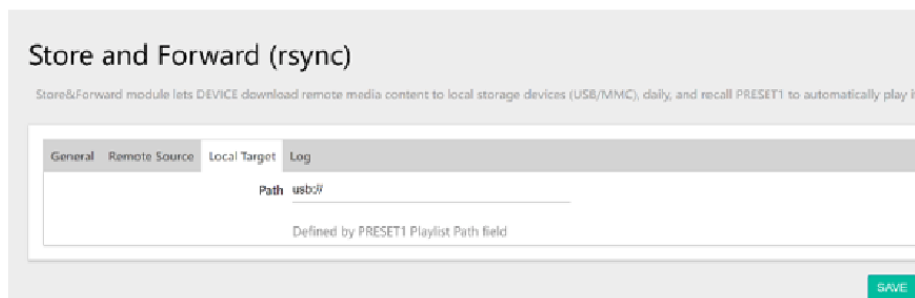 Store and Forward (rsync)
Store&Forward module lets DEVICE download remote media content to local storage devices (USB/MMC), daily, and recall PRESET1 to automatically play
General Remote Source Local Target Log
Path usb://
Defined by PRESET1 Playlist Path field
SAVE